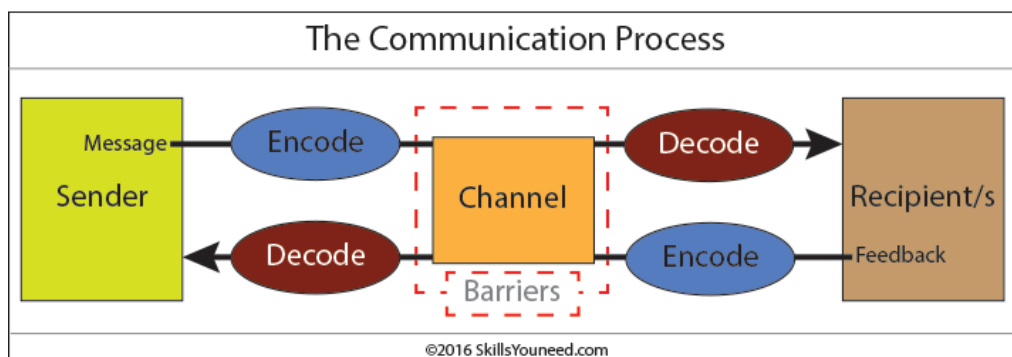 The Communication Process
Message
Encode
Decode
Sender
Channel
Recipient/s
Decode
Encode
Feedback
Barriers
©2016 SkillsYouneed.com